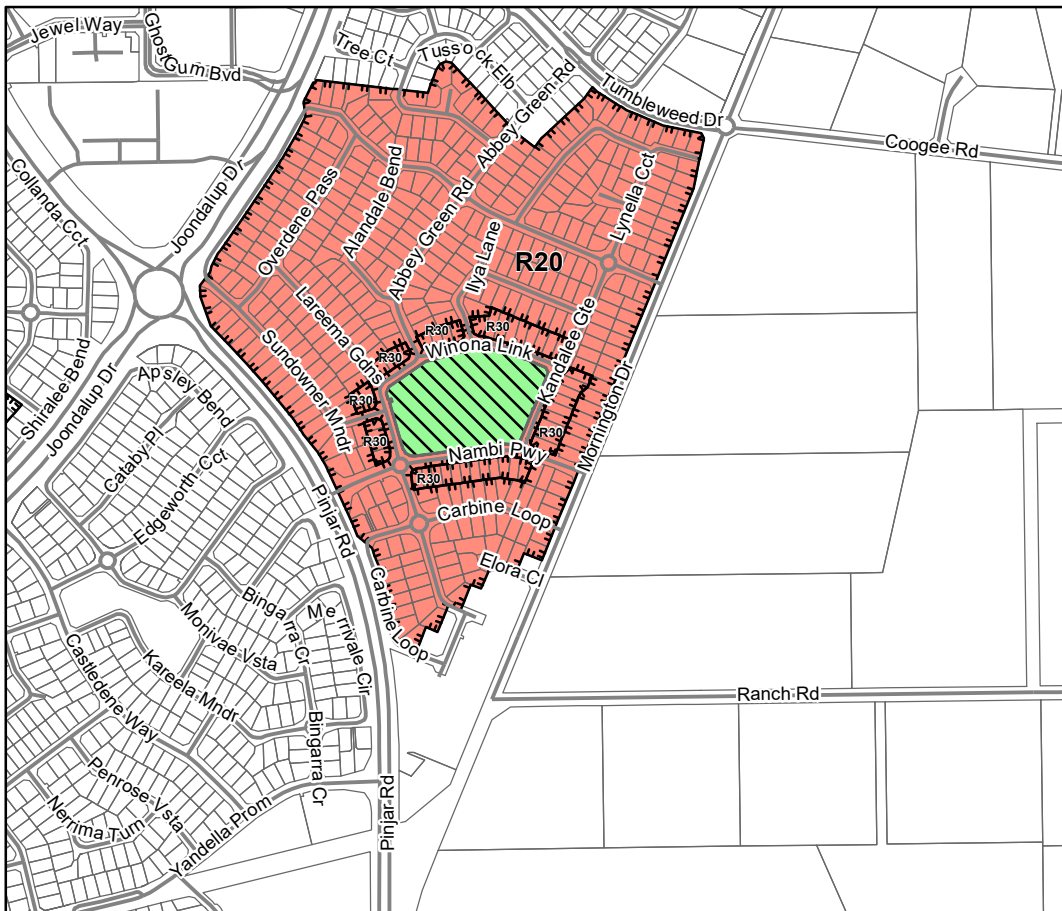 Jewel Way
Ghost Gum Bvd
Tree Ct
Tussock Elb
Abbey Green Rd
Tumbleweed Dr
Coogee Rd
Collanda Cct
Joondalup Dr
Overdene Pass
Alandale Bend
Abbey Green Rd
Lynella Cct
Ilya Lane
R20
Lareema Gdns
Kandalee Gte
R30
R30
Winona Link
R30
Sundowner Mndr
Mornington Dr
Shiralee Bend
Joondalup Dr
Apsley Bend
R30
R30
R30
Nambi Pwy
Cataby Pl
Edgeworth Cct
R30
Pinjar Rd
Carbine Loop
Elora Cl
Carbine Loop
Bingarra Cr
Merrivale Cir
Monivae Vsta
Kareela Mndr
Castledene Way
Bingarra Cr
Ranch Rd
Penrose Vsta
Nerrima Turn
Yandella Prom
Pinjar Rd